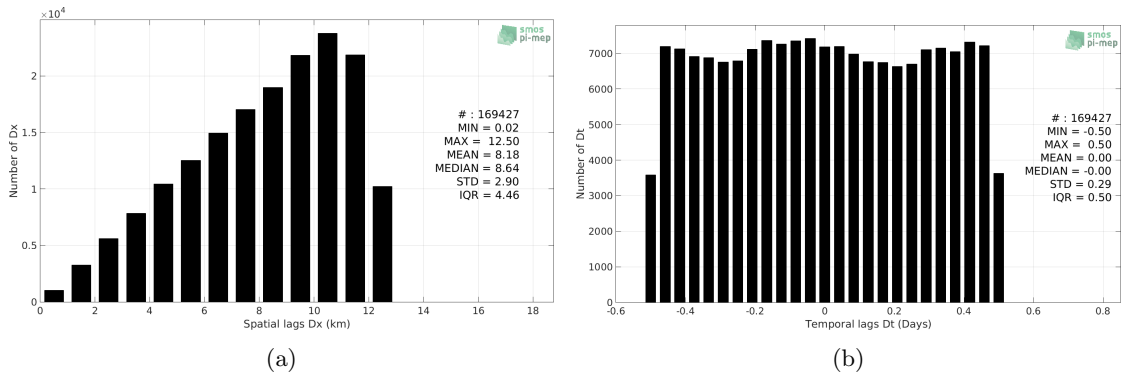 ×10⁴
smos
pi-mep
2
1.5
1
0.5
0
Number of Dx
# : 169427
MIN = 0.02
MAX = 12.50
MEAN = 8.18
MEDIAN = 8.64
STD = 2.90
IQR = 4.46
0 2 4 6 8 10 12 14 16 18
Spatial lags Dx (km)
(a)
smos
pi-mep
7000
6000
5000
4000
3000
2000
1000
0
Number of Dt
# : 169427
MIN = -0.50
MAX = 0.50
MEAN = 0.00
MEDIAN = -0.00
STD = 0.29
IQR = 0.50
-0.6 -0.4 -0.2 0 0.2 0.4 0.6 0.8
Temporal lags Dt (Days)
(b)